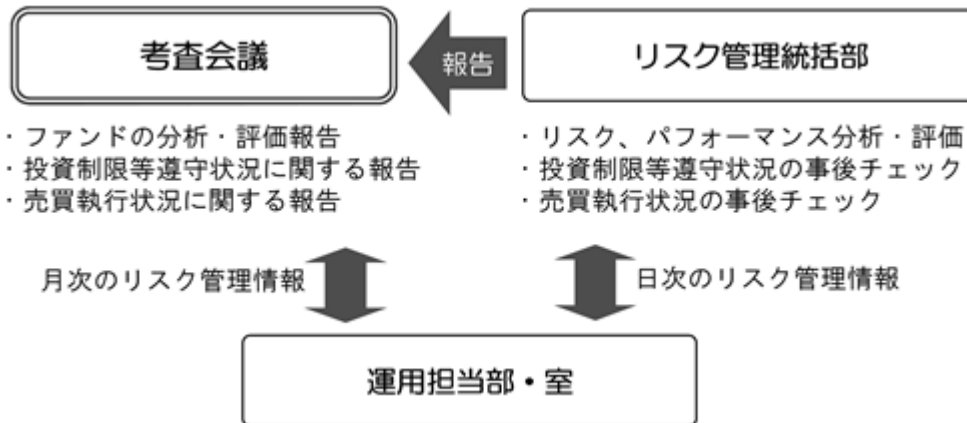 考査会議
報告
リスク管理統括部
・ファンドの分析・評価報告
・投資制限等遵守状況に関する報告
・売買執行状況に関する報告
・リスク、パフォーマンス分析・評価
・投資制限等遵守状況の事後チェック
・売買執行状況の事後チェック
月次のリスク管理情報
日次のリスク管理情報
運用担当部・室